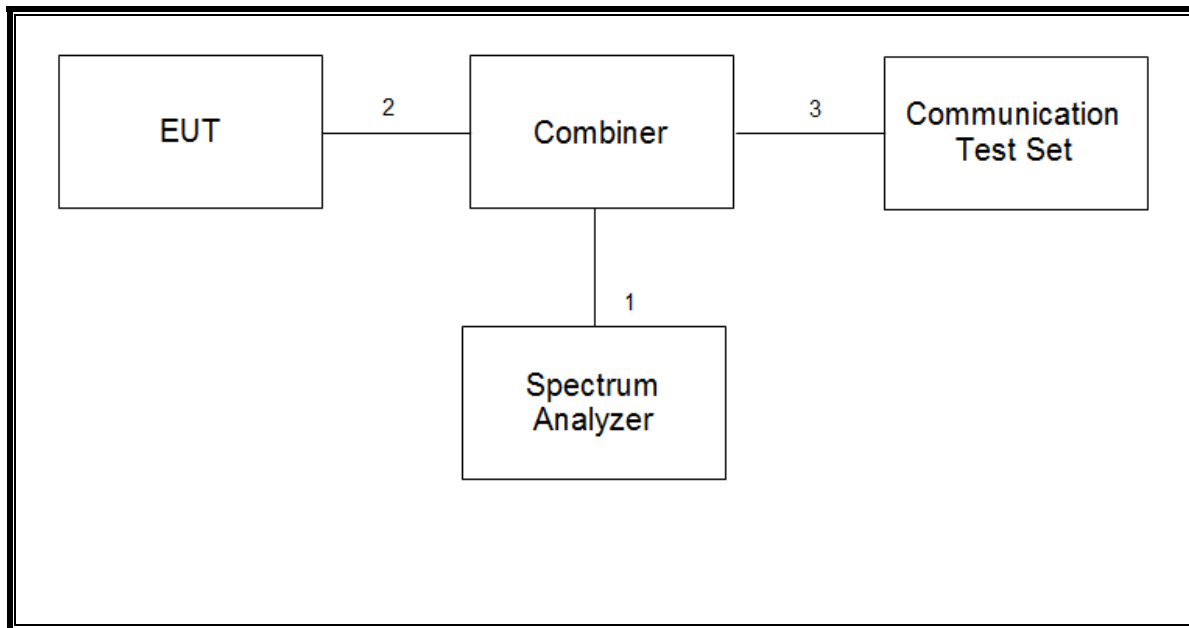 EUT
2
Combiner
3
Communication
Test Set
1
Spectrum
Analyzer